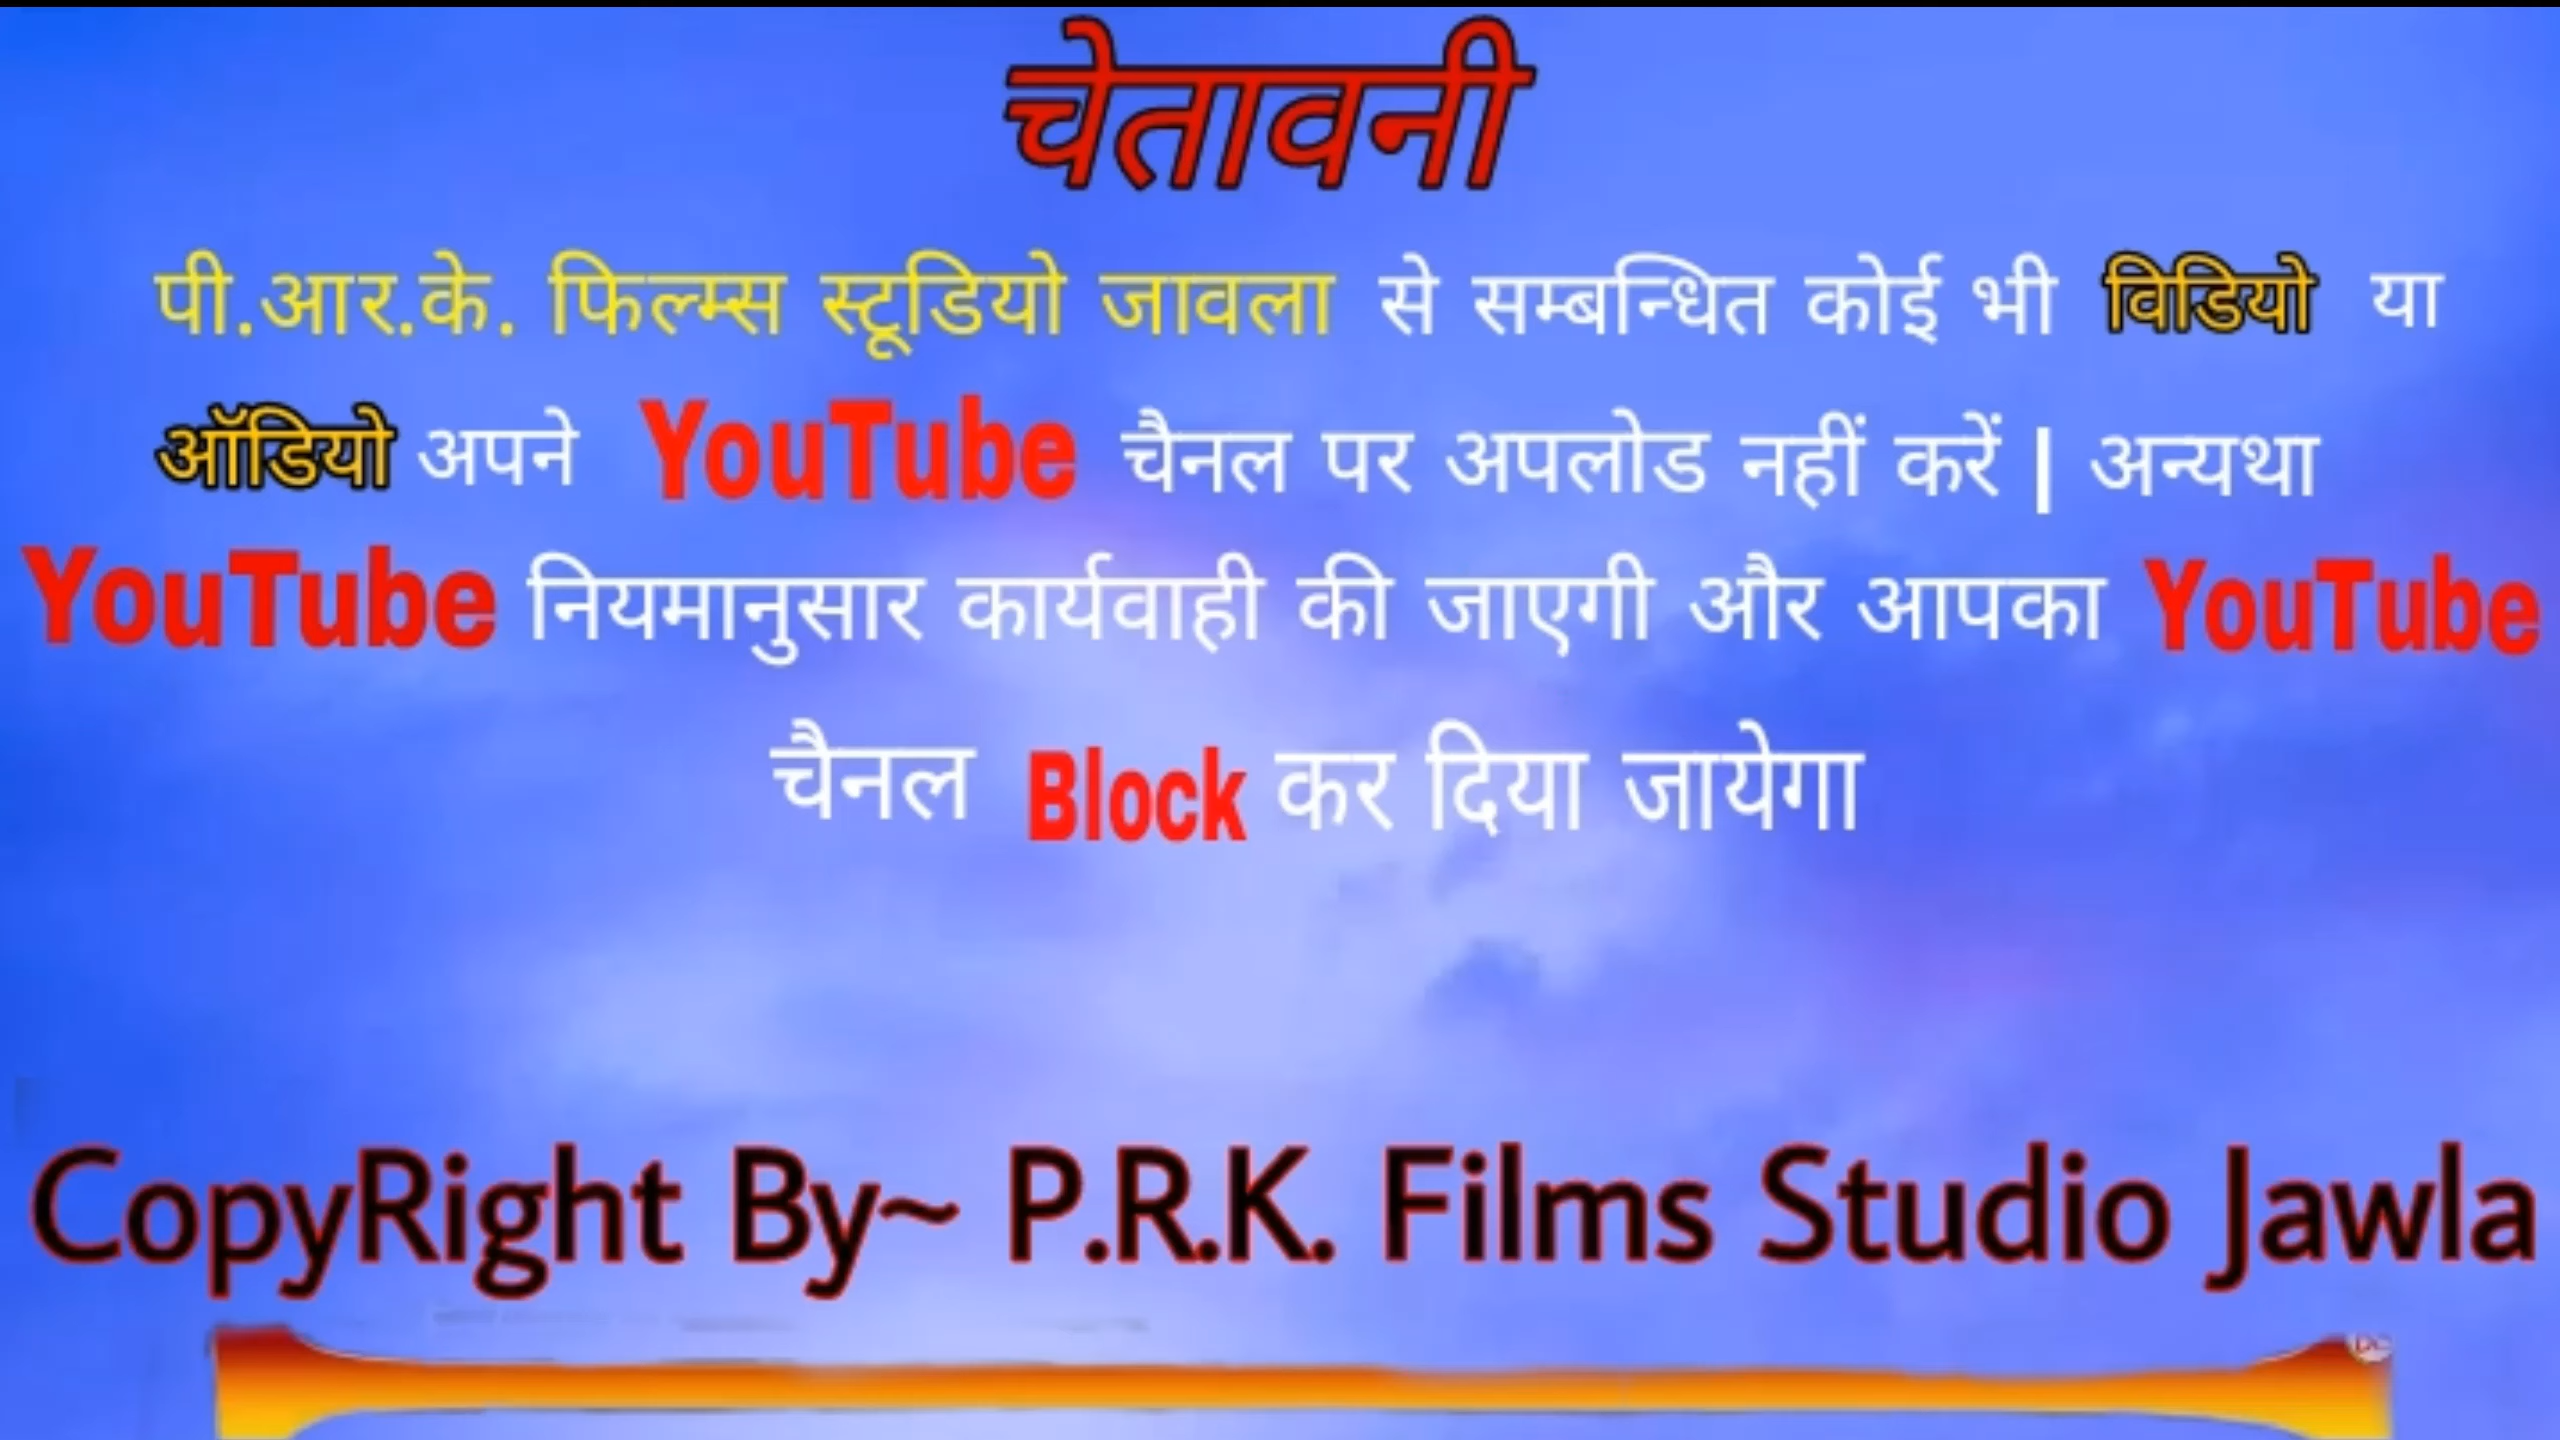 चेतावनी
पी.आर.के. फिल्म्स स्टूडियो जावला से सम्बन्धित कोई भी विडियो या
ऑडियो अपने YouTube चैनल पर अपलोड नहीं करें | अन्यथा
YouTube नियमानुसार कार्यवाही की जाएगी और आपका YouTube
चैनल Block कर दिया जायेगा
CopyRight By~ P.R.K. Films Studio Jawla